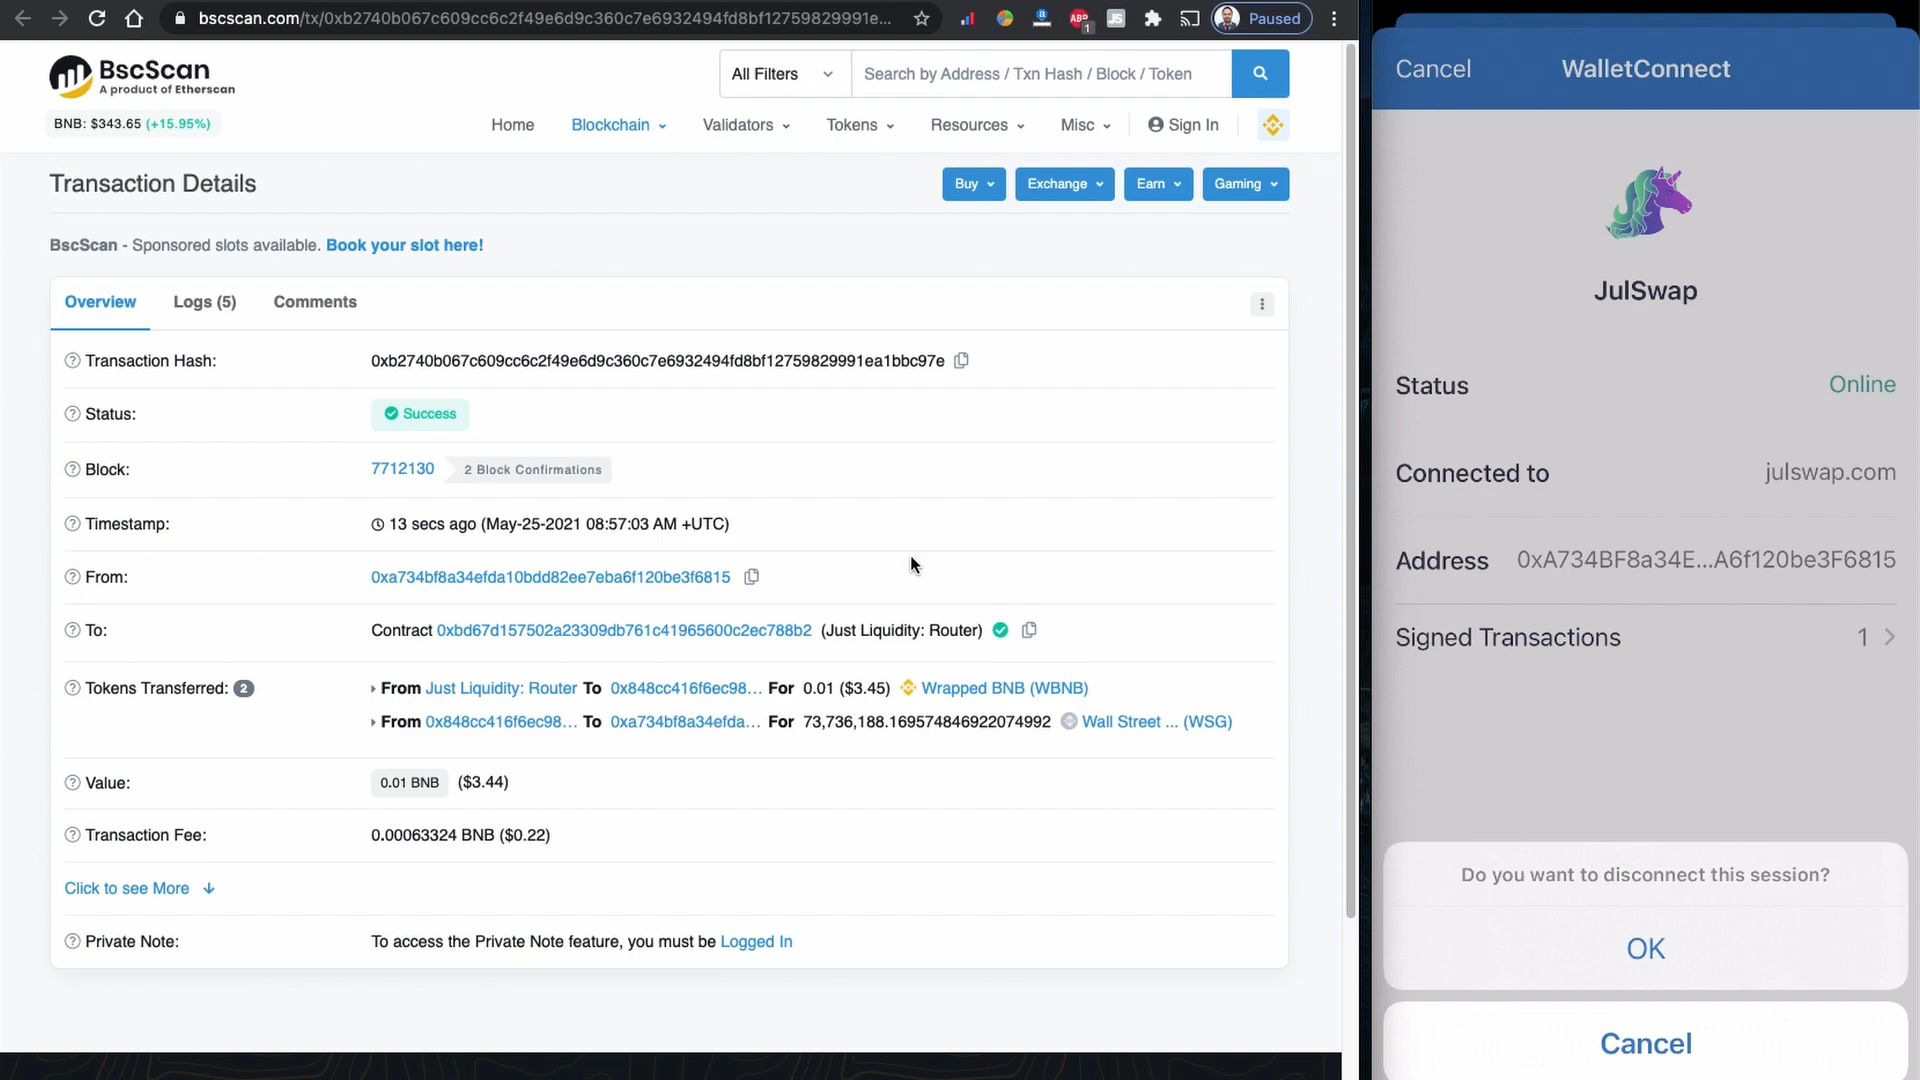 bscscan.com/tx/0xb2740b067c609cc6c2f49e6d9c360c7e6932494fd8bf12759829991e...
ABP
1
JS
Paused
BscScan
A product of Etherscan
All Filters
Search by Address / Txn Hash / Block / Token
BNB: $343.65 (+15.95%)
Home
Blockchain
Validators
Tokens
Resources
Misc
Sign In
Transaction Details
Buy
Exchange
Earn
Gaming
BscScan - Sponsored slots available. Book your slot here!
Overview
Logs (5)
Comments
Transaction Hash: 0xb2740b067c609cc6c2f49e6d9c360c7e6932494fd8bf12759829991ea1bbc97e
Status: Success
Block: 7712130 2 Block Confirmations
Timestamp: 13 secs ago (May-25-2021 08:57:03 AM +UTC)
From: 0xa734bf8a34efda10bdd82ee7eba6f120be3f6815
To: Contract 0xbd67d157502a23309db761c41965600c2ec788b2 (Just Liquidity: Router)
Tokens Transferred: 2 From Just Liquidity: Router To 0x848cc416f6ec98... For 0.01 ($3.45) Wrapped BNB (WBNB)
From 0x848cc416f6ec98... To 0xa734bf8a34efda... For 73,736,188.169574846922074992 Wall Street ... (WSG)
Value: 0.01 BNB ($3.44)
Transaction Fee: 0.00063324 BNB ($0.22)
Click to see More
Private Note: To access the Private Note feature, you must be Logged In
Cancel
WalletConnect
JulSwap
Status Online
Connected to julswap.com
Address 0xA734BF8a34E...A6f120be3F6815
Signed Transactions 1
Do you want to disconnect this session?
OK
Cancel